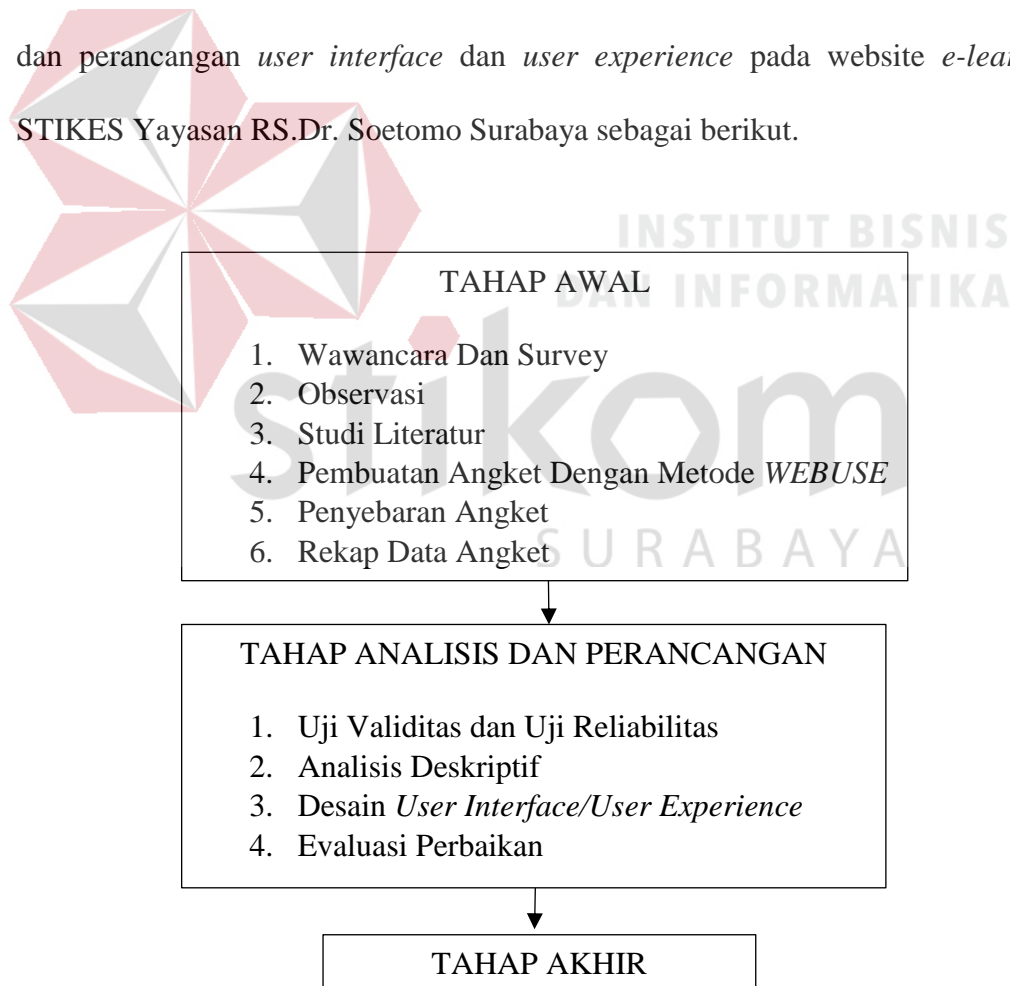 dan perancangan user interface dan user experience pada website e-lear
STIKES Yayasan RS.Dr. Soetomo Surabaya sebagai berikut.
INSTITUT BISNIS
DAN INFORMATIKA
stikom
SURABAYA
TAHAP AWAL
1. Wawancara Dan Survey
2. Observasi
3. Studi Literatur
4. Pembuatan Angket Dengan Metode WEBUSE
5. Penyebaran Angket
6. Rekap Data Angket
TAHAP ANALISIS DAN PERANCANGAN
1. Uji Validitas dan Uji Reliabilitas
2. Analisis Deskriptif
3. Desain User Interface/User Experience
4. Evaluasi Perbaikan
TAHAP AKHIR